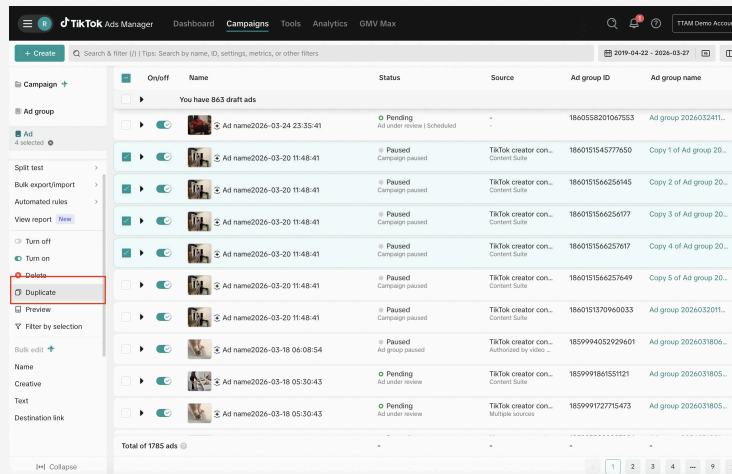 R TikTok Ads Manager Dashboard Campaigns Tools Analytics GMV Max 1 TTAM Demo Accou
+ Create Search & filter (/) | Tips: Search by name, ID, settings, metrics, or other filters 2019-04-22 - 2026-03-27
Campaign
Ad group
Ad
4 selected
Split test
Bulk export/import
Automated rules
View report New
Turn off
Turn on
Delete
Duplicate
Preview
Filter by selection
Bulk edit
Name
Creative
Text
Destination link
Collapse
On/off Name Status Source Ad group ID Ad group name
You have 863 draft ads
Ad name2026-03-24 23:35:41 Pending - 1860558201067553 Ad group 2026032411...
Ad under review | Scheduled -
Ad name2026-03-20 11:48:41 Paused TikTok creator con... 1860151545777650 Copy 1 of Ad group 20...
Campaign paused Content Suite
Ad name2026-03-20 11:48:41 Paused TikTok creator con... 1860151566256145 Copy 2 of Ad group 20...
Campaign paused Content Suite
Ad name2026-03-20 11:48:41 Paused TikTok creator con... 1860151566256177 Copy 3 of Ad group 20...
Campaign paused Content Suite
Ad name2026-03-20 11:48:41 Paused TikTok creator con... 1860151566257617 Copy 4 of Ad group 20...
Campaign paused Content Suite
Ad name2026-03-20 11:48:41 Paused TikTok creator con... 1860151566257649 Copy 5 of Ad group 20...
Campaign paused Content Suite
Ad name2026-03-20 11:48:41 Paused TikTok creator con... 1860151370960033 Ad group 2026032011...
Campaign paused Content Suite
Ad name2026-03-18 06:08:54 Paused TikTok creator con... 1859994052929601 Ad group 2026031806...
Ad group paused Authorized by video ...
Ad name2026-03-18 05:30:43 Pending TikTok creator con... 1859991861551121 Ad group 2026031805...
Ad under review Content Suite
Ad name2026-03-18 05:30:43 Pending TikTok creator con... 1859991727715473 Ad group 2026031805...
Ad under review Multiple sources
Total of 1785 ads - - - -
1 2 3 4 ... 9